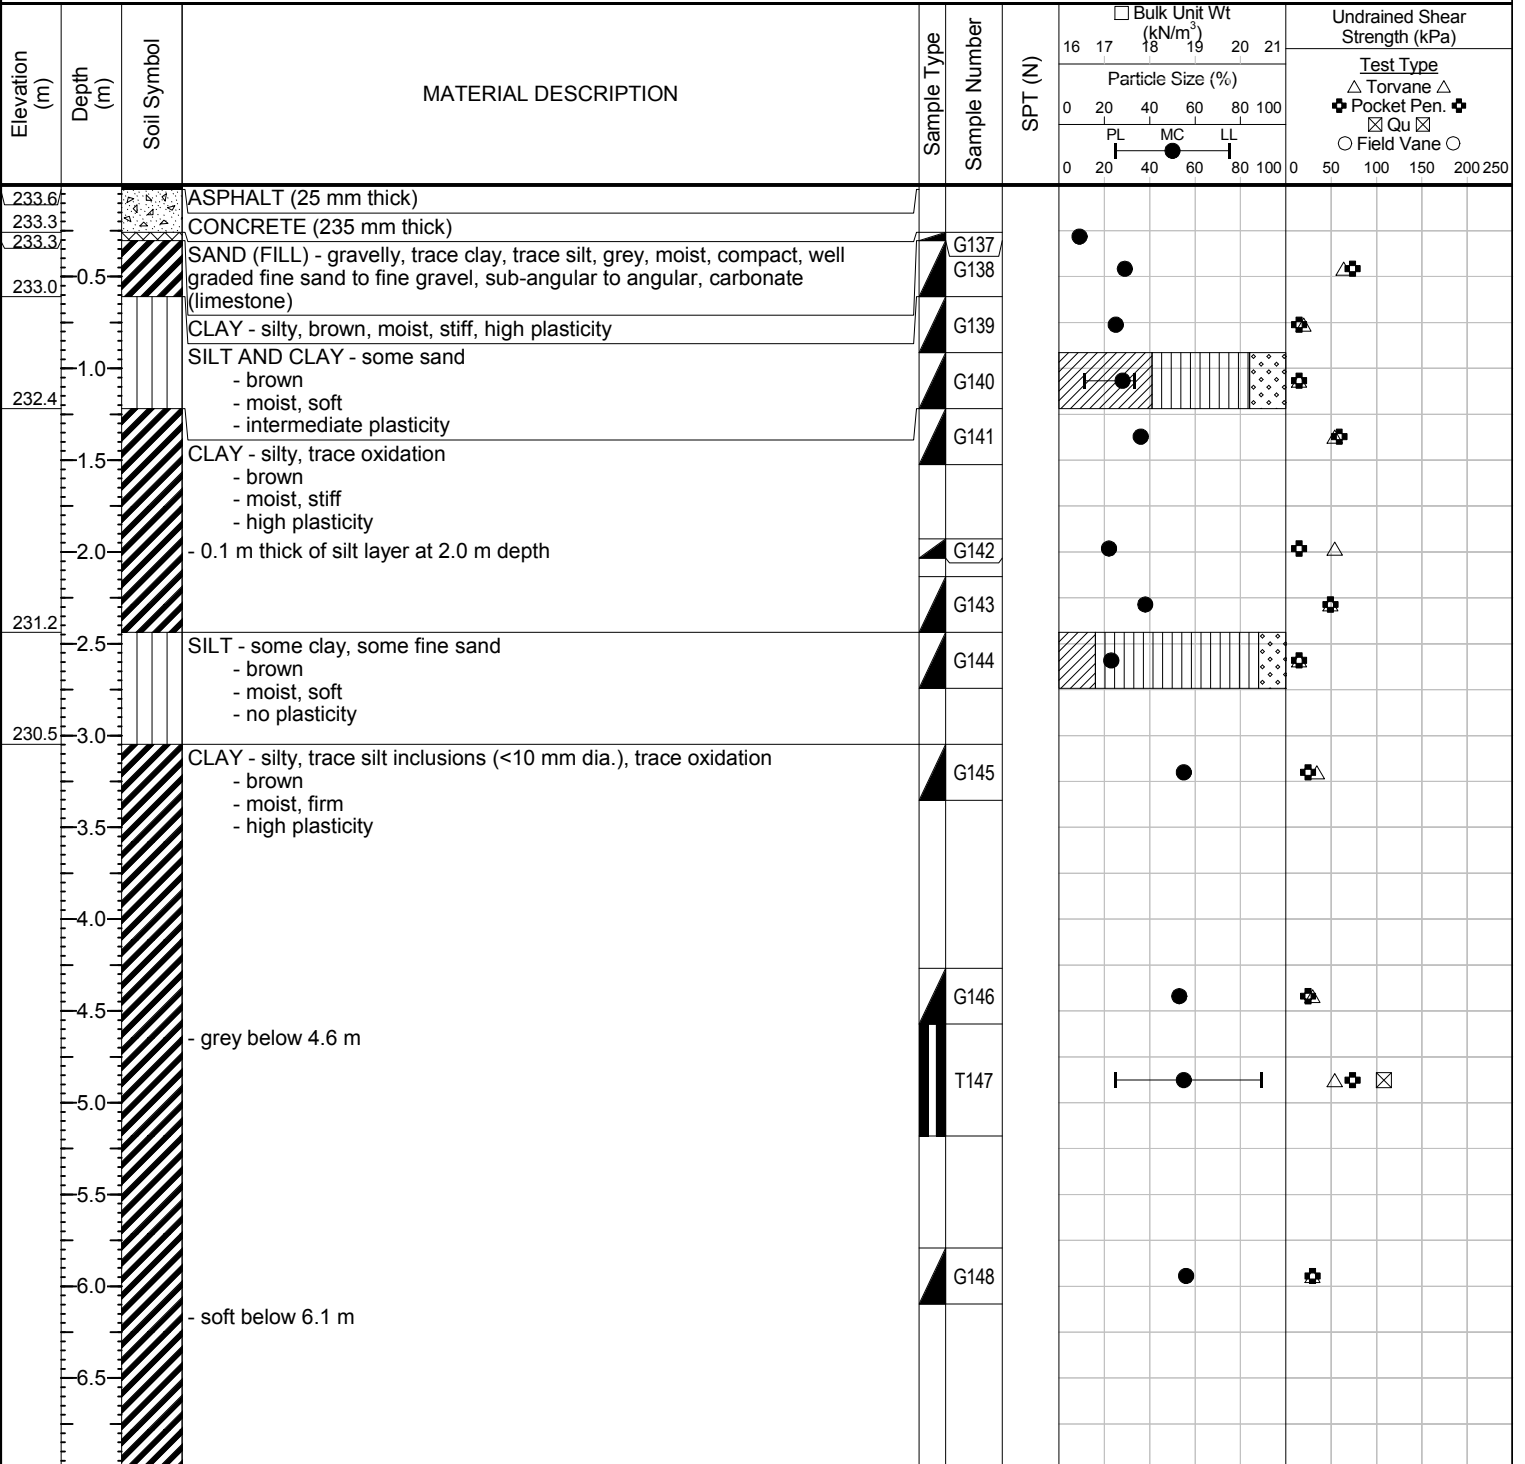 Elevation
(m)
Depth
(m)
Soil Symbol
MATERIAL DESCRIPTION
Sample Type
Sample Number
SPT (N)
Bulk Unit Wt
(kN/m³)
16 17 18 19 20 21
Particle Size (%)
0 20 40 60 80 100
PL MC LL
0 20 40 60 80 100
Undrained Shear
Strength (kPa)
Test Type
Torvane
Pocket Pen.
Qu
Field Vane
0 50 100 150 200 250
233.6
ASPHALT (25 mm thick)
233.3
CONCRETE (235 mm thick)
233.3
G137
SAND (FILL) - gravelly, trace clay, trace silt, grey, moist, compact, well
graded fine sand to fine gravel, sub-angular to angular, carbonate
(limestone)
G138
0.5
233.0
CLAY - silty, brown, moist, stiff, high plasticity
G139
SILT AND CLAY - some sand
- brown
- moist, soft
- intermediate plasticity
1.0
G140
232.4
CLAY - silty, trace oxidation
- brown
- moist, stiff
- high plasticity
G141
1.5
- 0.1 m thick of silt layer at 2.0 m depth
2.0
G142
G143
231.2
SILT - some clay, some fine sand
- brown
- moist, soft
- no plasticity
2.5
G144
230.5
3.0
CLAY - silty, trace silt inclusions (<10 mm dia.), trace oxidation
- brown
- moist, firm
- high plasticity
G145
3.5
4.0
G146
4.5
- grey below 4.6 m
T147
5.0
5.5
G148
6.0
- soft below 6.1 m
6.5